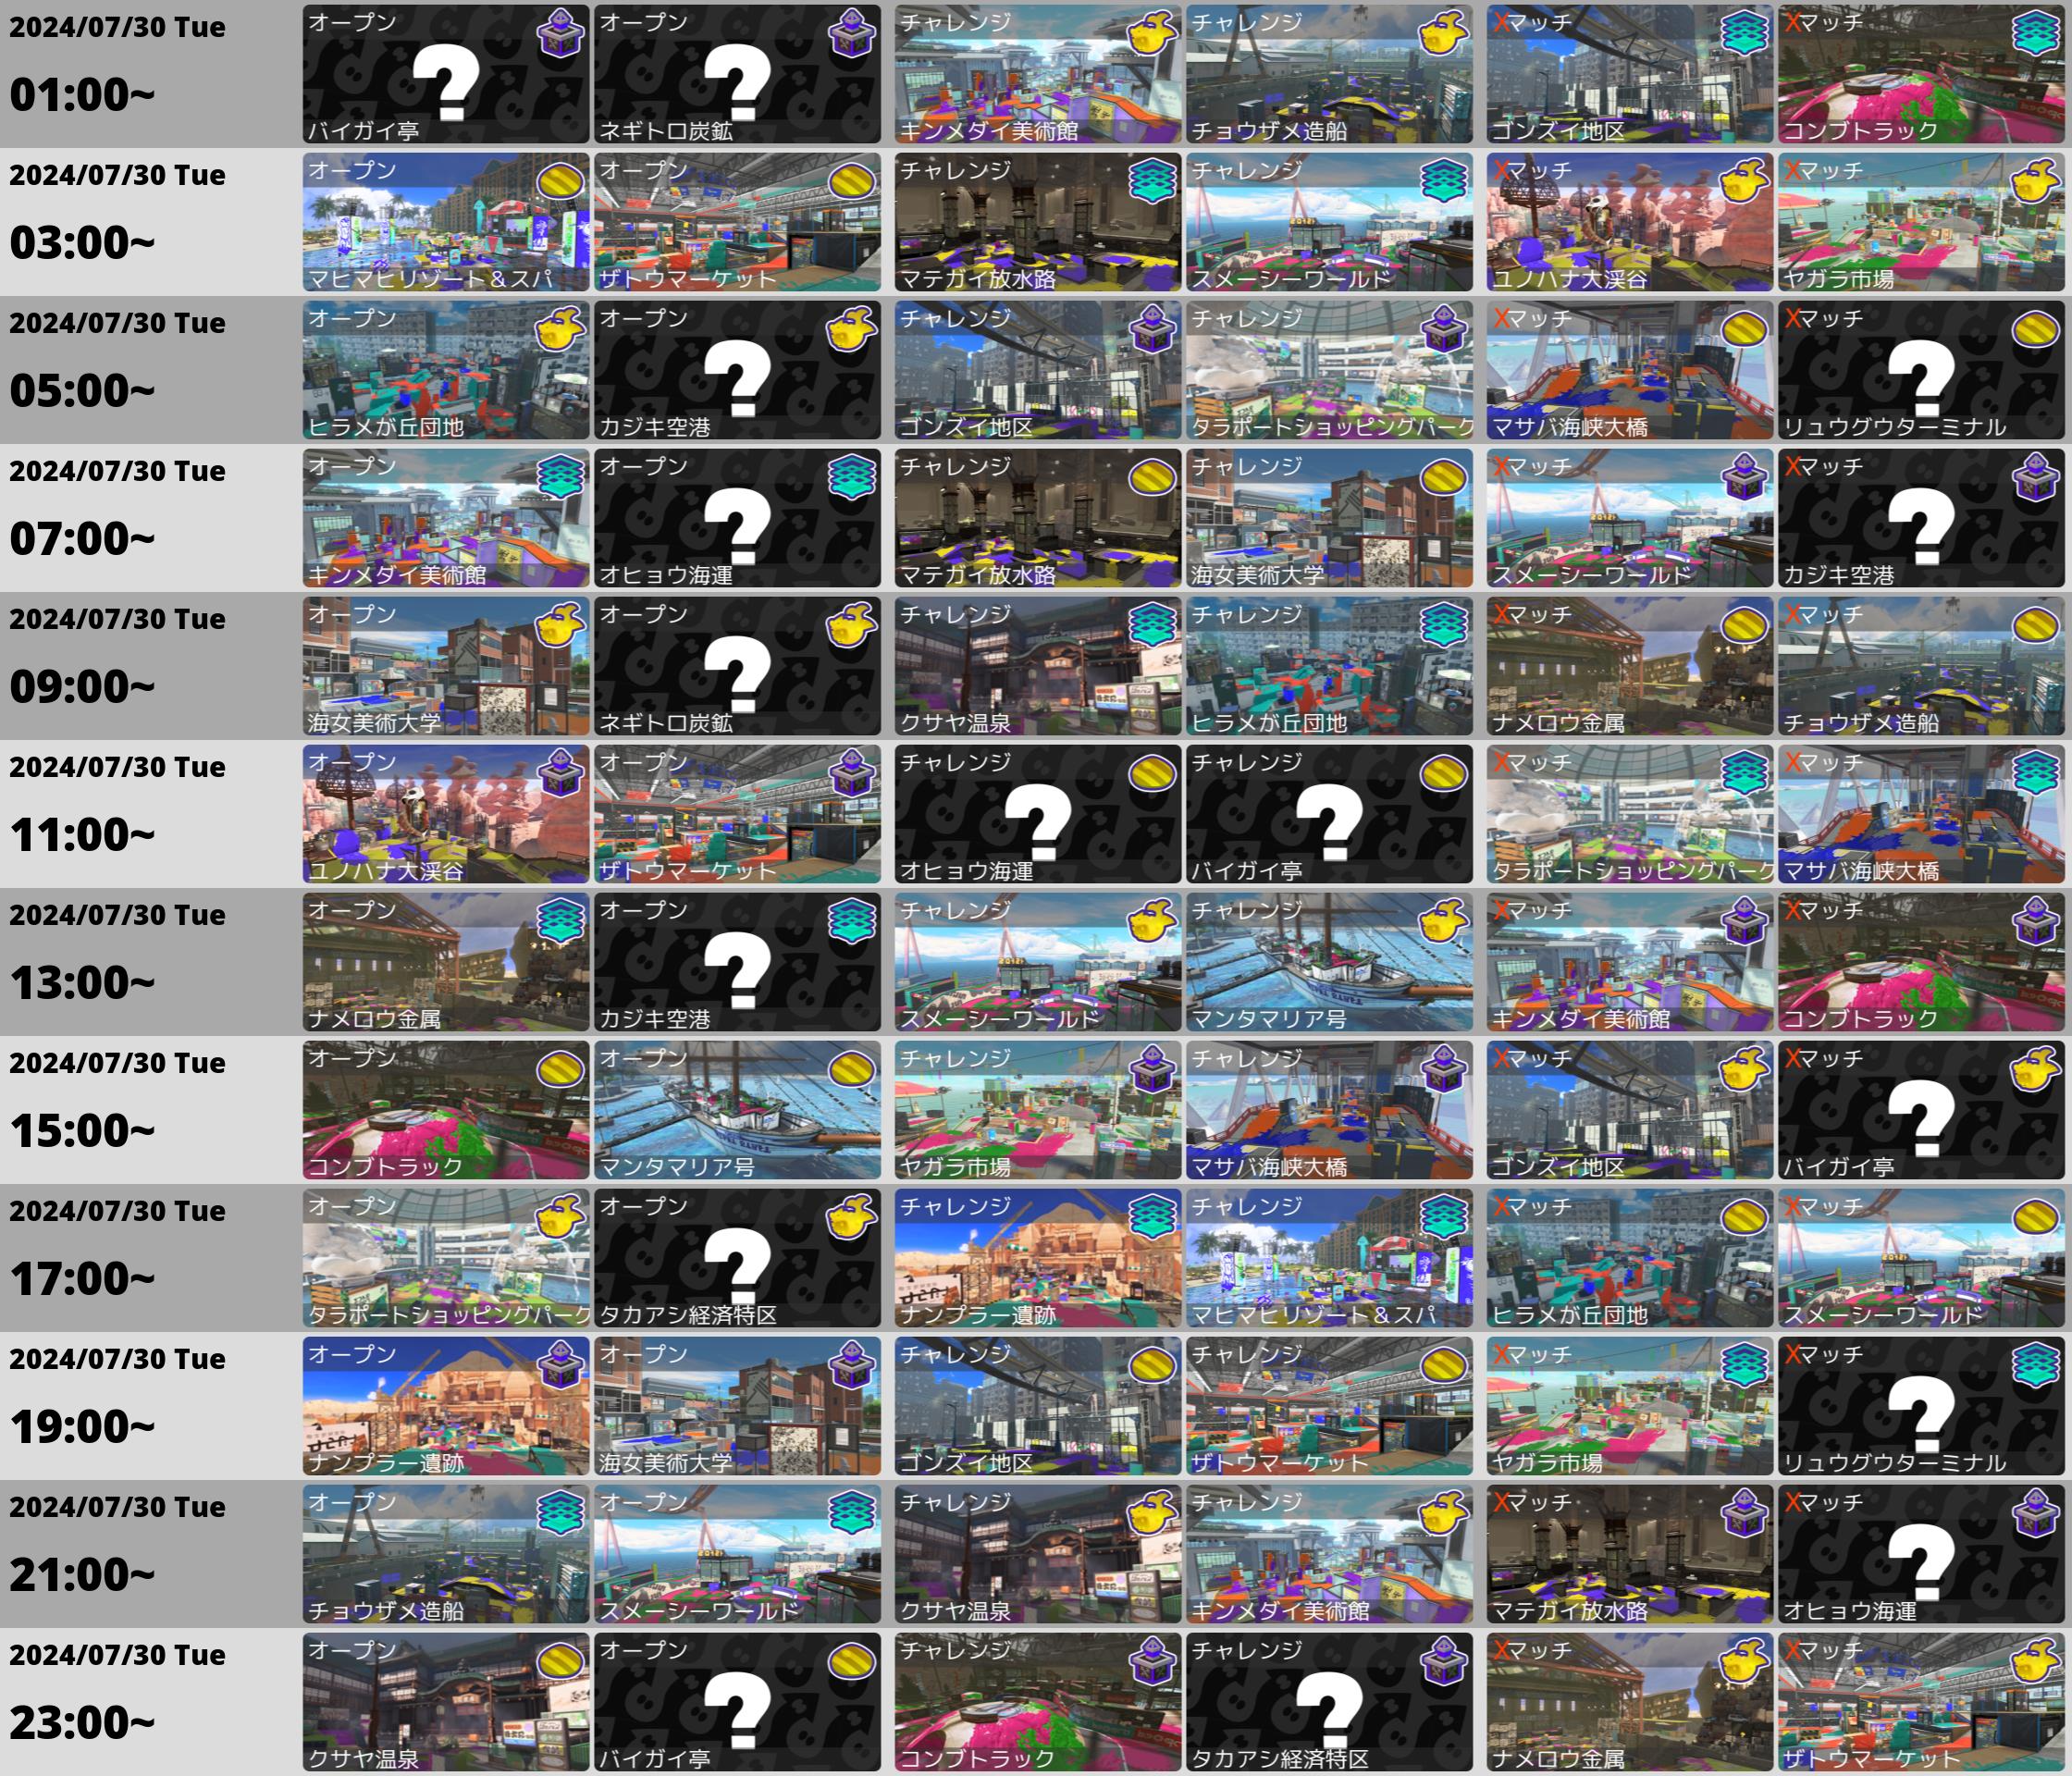 2024/07/30 Tue
01:00~
オープン
バイガイ亭
オープン
ネギトロ炭鉱
チャレンジ
キンメダイ美術館
チャレンジ
チョウザメ造船
Xマッチ
ゴンズイ地区
Xマッチ
コンブトラック
2024/07/30 Tue
03:00~
オープン
マヒマヒリゾート&スパ
オープン
ザトウマーケット
チャレンジ
マテガイ放水路
チャレンジ
スメーシーワールド
Xマッチ
ユノハナ大渓谷
Xマッチ
ヤガラ市場
2024/07/30 Tue
05:00~
オープン
ヒラメが丘団地
オープン
カジキ空港
チャレンジ
ゴンズイ地区
チャレンジ
タラポートショッピングパーク
Xマッチ
マサバ海峡大橋
Xマッチ
リュウグウターミナル
2024/07/30 Tue
07:00~
オープン
キンメダイ美術館
オープン
オヒョウ海運
チャレンジ
マテガイ放水路
チャレンジ
海女美術大学
Xマッチ
スメーシーワールド
Xマッチ
カジキ空港
2024/07/30 Tue
09:00~
オープン
海女美術大学
オープン
ネギトロ炭鉱
チャレンジ
クサヤ温泉
チャレンジ
ヒラメが丘団地
Xマッチ
ナメロウ金属
Xマッチ
チョウザメ造船
2024/07/30 Tue
11:00~
オープン
ユノハナ大渓谷
オープン
ザトウマーケット
チャレンジ
オヒョウ海運
チャレンジ
バイガイ亭
Xマッチ
タラポートショッピングパーク
Xマッチ
マサバ海峡大橋
2024/07/30 Tue
13:00~
オープン
ナメロウ金属
オープン
カジキ空港
チャレンジ
スメーシーワールド
チャレンジ
マンタマリア号
Xマッチ
キンメダイ美術館
Xマッチ
コンブトラック
2024/07/30 Tue
15:00~
オープン
コンブトラック
オープン
マンタマリア号
チャレンジ
ヤガラ市場
チャレンジ
マサバ海峡大橋
Xマッチ
ゴンズイ地区
Xマッチ
バイガイ亭
2024/07/30 Tue
17:00~
オープン
タラポートショッピングパーク
オープン
タカアシ経済特区
チャレンジ
ナンプラー遺跡
チャレンジ
マヒマヒリゾート&スパ
Xマッチ
ヒラメが丘団地
Xマッチ
スメーシーワールド
2024/07/30 Tue
19:00~
オープン
ナンプラー遺跡
オープン
海女美術大学
チャレンジ
ゴンズイ地区
チャレンジ
ザトウマーケット
Xマッチ
ヤガラ市場
Xマッチ
リュウグウターミナル
2024/07/30 Tue
21:00~
オープン
チョウザメ造船
オープン
スメーシーワールド
チャレンジ
クサヤ温泉
チャレンジ
キンメダイ美術館
Xマッチ
マテガイ放水路
Xマッチ
オヒョウ海運
2024/07/30 Tue
23:00~
オープン
クサヤ温泉
オープン
バイガイ亭
チャレンジ
コンブトラック
チャレンジ
タカアシ経済特区
Xマッチ
ナメロウ金属
Xマッチ
ザトウマーケット